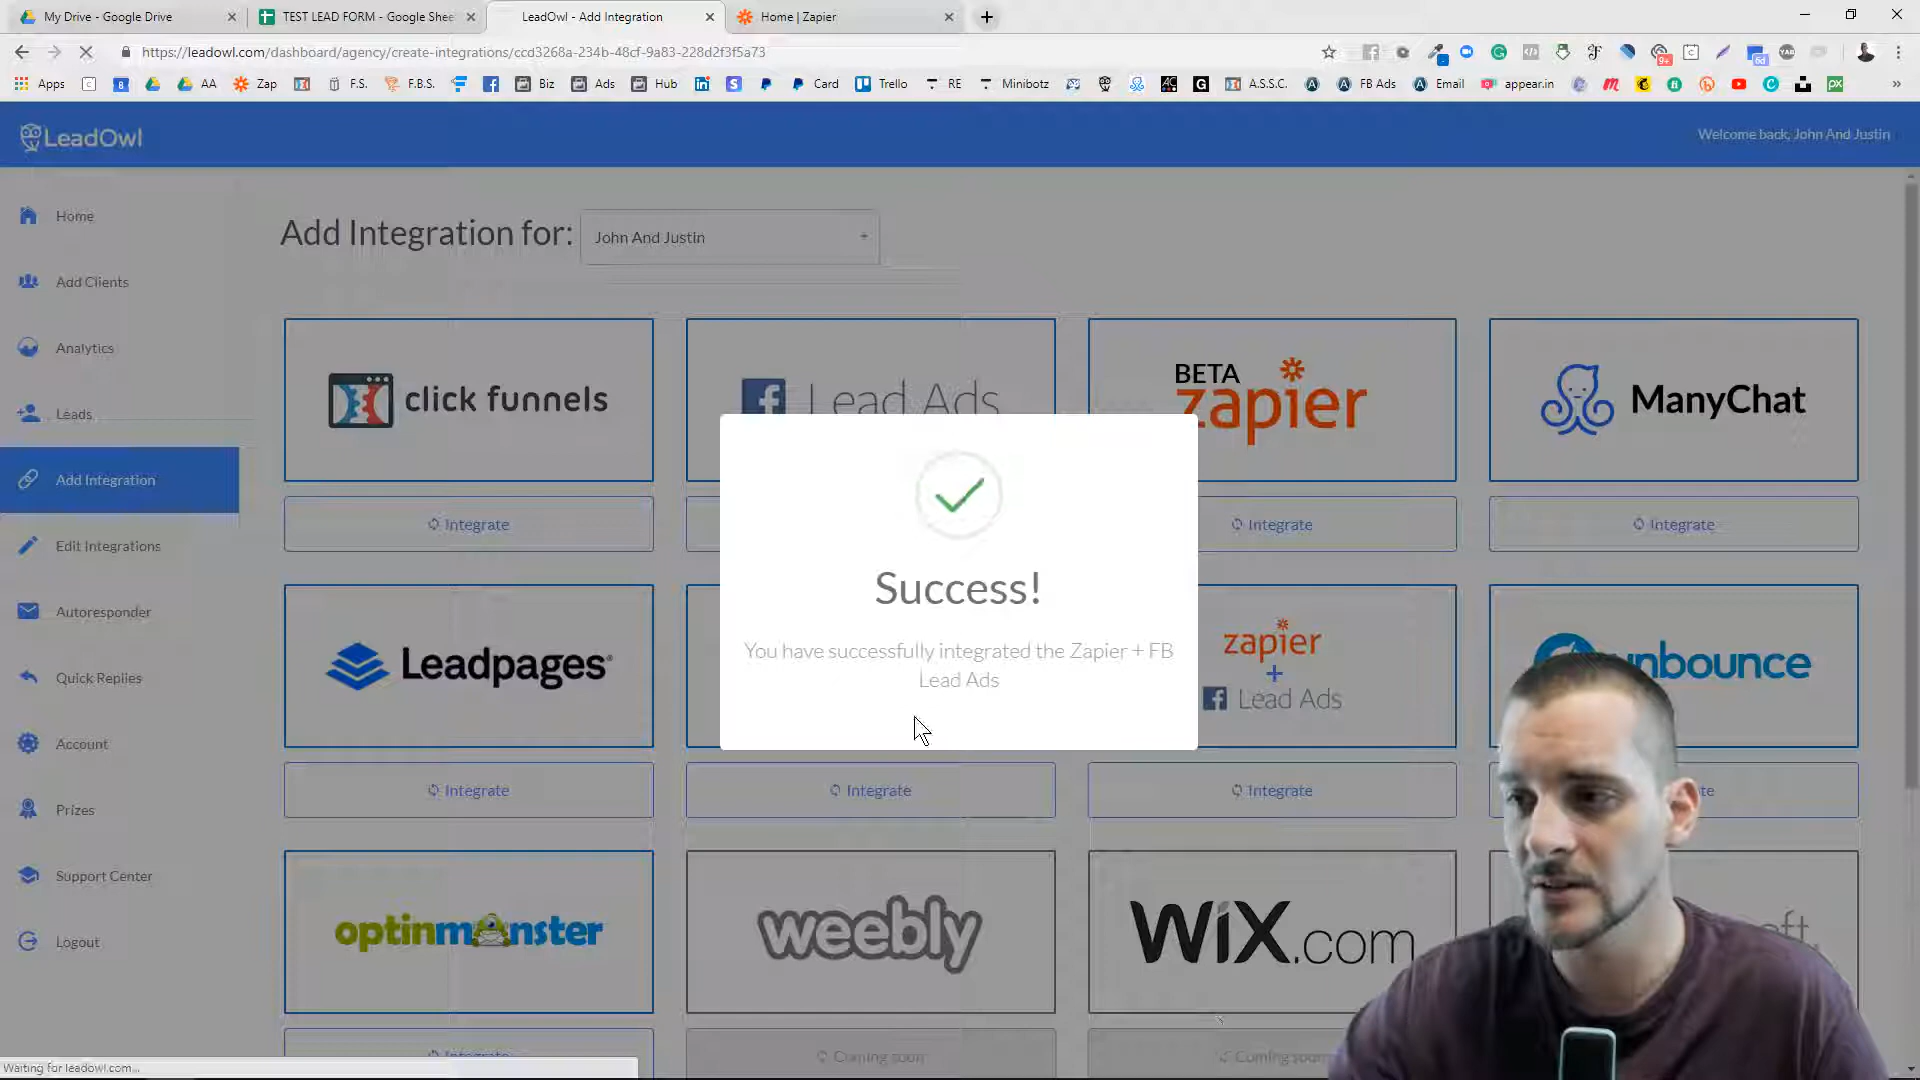 My Drive - Google Drive
TEST LEAD FORM - Google Shee
LeadOwl - Add Integration
Home | Zapier
https://leadowl.com/dashboard/agency/create-integrations/ccd3268a-234b-48cf-9a83-228d2f3f5a73
Apps
AA
Zap
F.S.
F.B.S.
Biz
Ads
Hub
Card
Trello
RE
Minibotz
A.S.S.C.
FB Ads
Email
appear.in
LeadOwl
Welcome back, John And Justin
Home
Add Clients
Analytics
Leads
Add Integration
Edit Integrations
Autoresponder
Quick Replies
Account
Prizes
Support Center
Logout
Add Integration for:
John And Justin
click funnels
Lead Ads
BETA
zapier
ManyChat
Integrate
Integrate
Integrate
Success!
You have successfully integrated the Zapier + FB
Lead Ads
Leadpages
zapier
+
Lead Ads
unbounce
Integrate
Integrate
Integrate
te
optinmonster
weebly
WiX.com
Integrate
Coming soon
Coming soon
Waiting for leadowl.com...